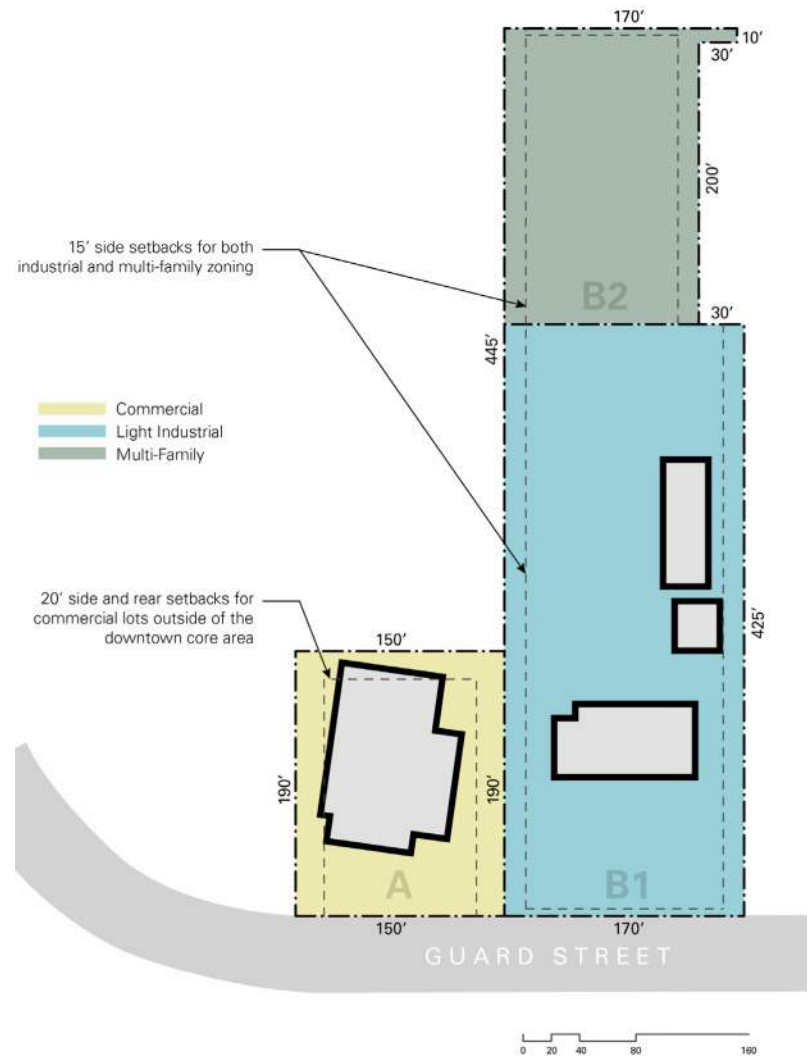 170'
10'
30'
200'
15' side setbacks for both
industrial and multi-family zoning
B2
30'
445'
Commercial
Light Industrial
Multi-Family
20' side and rear setbacks for
commercial lots outside of the
downtown core area
150'
425'
190'
190'
A
B1
150'
170'
GUARD STREET
0 20 40 80 160